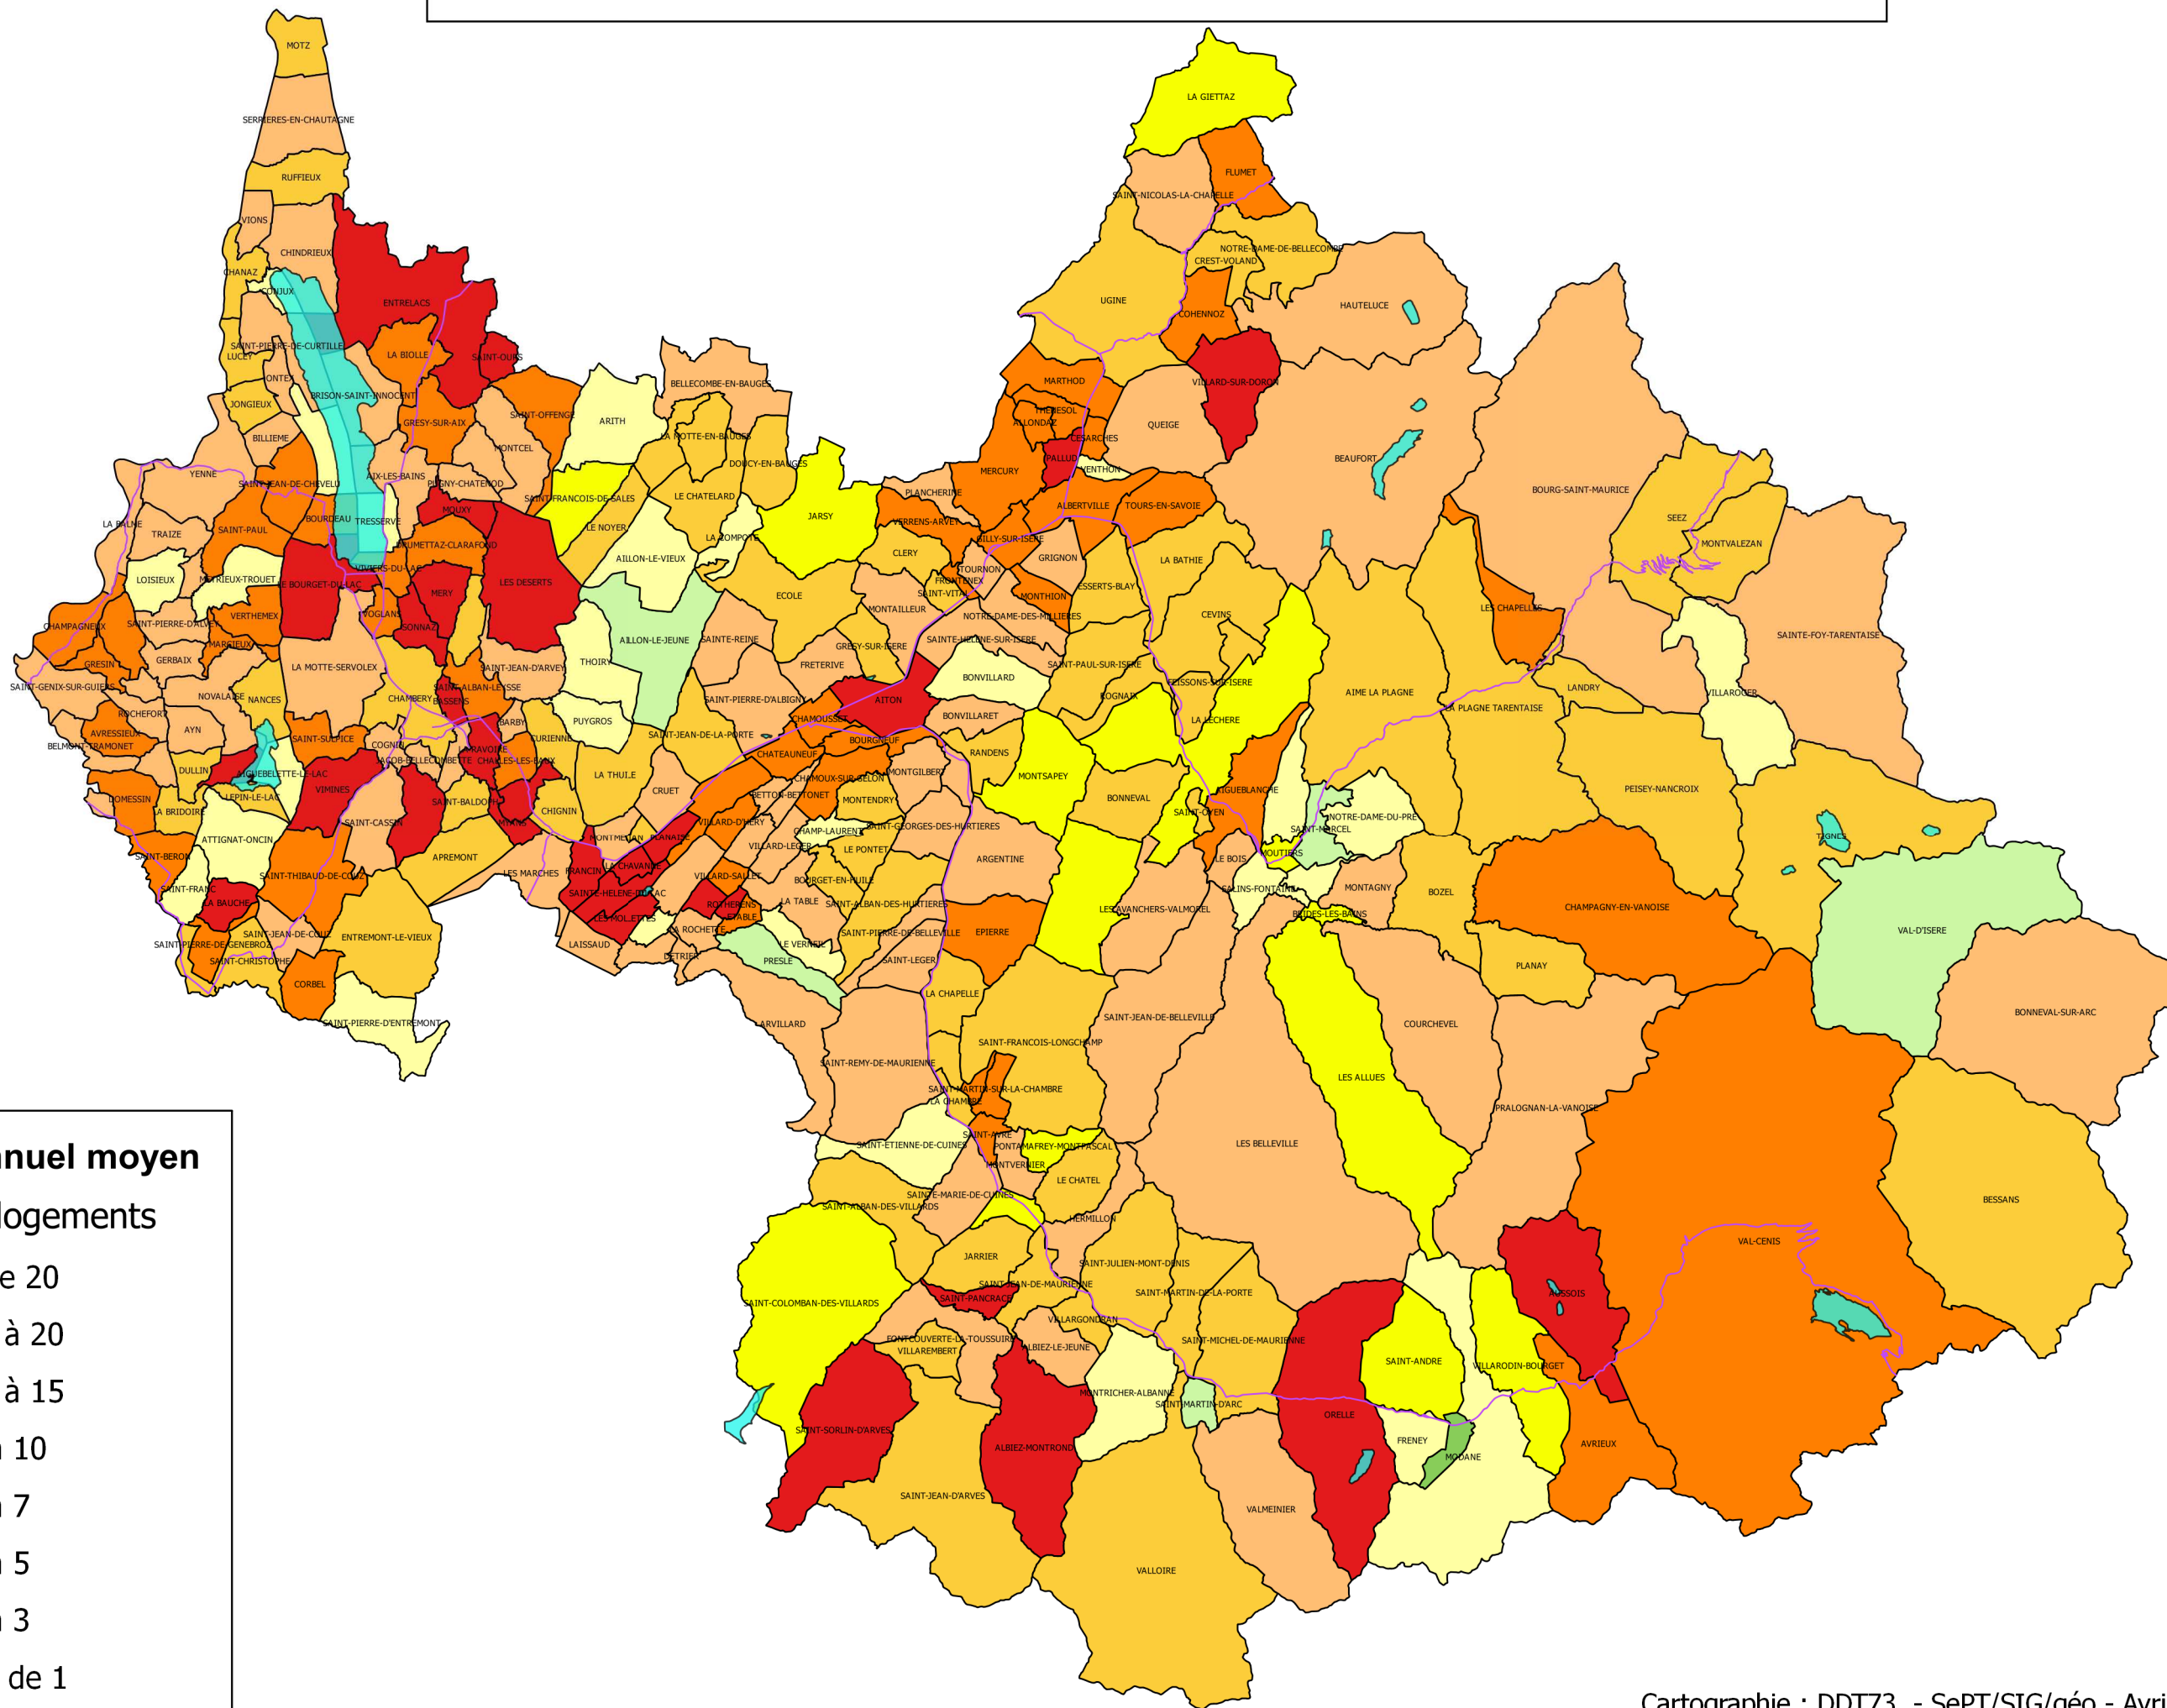 MOTZ
LA GIETTAZ
SERRIERES-EN-CHAUTAGNE
FLUMET
RUFFIEUX
SAINT-NICOLAS-LA-CHAPELLE
VIONS
NOTRE-DAME-DE-BELLECOMBE
CHINDRIEUX
CREST-VOLAND
CHANAZ
CONJUX
ENTRELACS
UGINE
HAUTELUCE
COHENNOZ
SAINT-PIERRE-DE-CURTILLE
LUCEY
LA BIOLLE
SAINT-OURS
ONTEX
BELLECOMBE-EN-BAUGES
MARTHOD
VILLARD-SUR-DORON
BRISON-SAINT-INNOCENT
JONGIEUX
SAINT-OFFENGE
ARITH
THENESOL
ALLONDAZ
GRESY-SUR-AIX
QUEIGE
BILLIEME
LA MOTTE-EN-BAUGES
CESARCHES
MONTCEL
PALLUD
BEAUFORT
YENNE
DOUCY-EN-BAUGES
VENTHON
MERCURY
AIX-LES-BAINS
SAINT-JEAN-DE-CHEVELU
PUGNY-CHATENOD
PLANCHERINE
BOURG-SAINT-MAURICE
SAINT-FRANCOIS-DE-SALES
LE CHATELARD
ALBERTVILLE
TOURS-EN-SAVOIE
MOUXY
JARSY
LA BALME
BOURDEAU
TRESSERVE
VERRENS-ARVEY
SEEZ
SAINT-PAUL
LE NOYER
TRAIZE
LA COMPOTE
GILLY-SUR-ISERE
DRUMETTAZ-CLARAFOND
MONTVALEZAN
CLERY
GRIGNON
LA BATHIE
AILLON-LE-VIEUX
VIVIERS-DU-LAC
TOURNON
LOISIEUX
MEYRIEUX-TROUET
LE BOURGET-DU-LAC
LES DESERTS
FRONTENEX
ESSERTS-BLAY
MERY
SAINT-VITAL
ECOLE
MONTHION
VERTHEMEX
VOGLANS
MONTAILLEUR
LES CHAPELLES
CEVINS
NOTRE-DAME-DES-MILLIERES
CHAMPAGNEUX
SAINT-PIERRE-D'ALVEY
SONNAZ
AILLON-LE-JEUNE
SAINTE-REINE
SAINTE-HELENE-SUR-ISERE
SAINTE-FOY-TARENTAISE
MARCIEUX
GRESY-SUR-ISERE
GRESIN
GERBAIX
LA MOTTE-SERVOLEX
SAINT-JEAN-D'ARVEY
THOIRY
FRETERIVE
SAINT-PAUL-SUR-ISERE
BONVILLARD
SAINT-GENIX-SUR-GUIERS
FEISSONS-SUR-ISERE
SAINT-ALBAN-LEYSSE
LANDRY
NOVALAISE
NANCES
CHAMBERY
BASSENS
SAINT-PIERRE-D'ALBIGNY
AITON
ROGNAIX
AIME LA PLAGNE
VILLAROGER
LA PLAGNE TARENTAISE
ROCHEFORT
BONVILLARET
CHAMOUSSET
LA LECHERE
BARBY
PUYGROS
AYN
AVRESSIEUX
SAINT-SULPICE
CURIENNE
SAINT-JEAN-DE-LA-PORTE
BOURGNEUF
COGNIN
BELMONT-TRAMONET
LA RAVOIRE
RANDENS
CHATEAUNEUF
JACOB-BELLECOMBETTE
CHALLES-LES-EAUX
DULLIN
AIGUEBELETTE-LE-LAC
LA THUILE
MONTGILBERT
MONTSAPEY
CHAMOUX-SUR-GELON
VIMINES
CRUET
PEISEY-NANCROIX
AIGUEBLANCHE
LEPIN-LE-LAC
BETTON-BETTONET
BONNEVAL
DOMESSIN
SAINT-BALDOPH
MONTENDRY
CHIGNIN
LA BRIDOIRE
SAINT-OYEN
NOTRE-DAME-DU-PRE
MYANS
VILLARD-D'HERY
SAINT-CASSIN
SAINT-GEORGES-DES-HURTIERES
SAINT-MARCEL
CHAMP-LAURENT
TIGNES
ATTIGNAT-ONCIN
MONTMELIAN
PLANAISE
VILLARD-LEGER
LE PONTET
MOUTIERS
SAINT-BERON
APREMONT
ARGENTINE
LE BOIS
LA CHAVANNE
FRANCIN
LES MARCHES
SAINT-THIBAUD-DE-COUZ
VILLARD-SALLET
BOURGET-EN-HUILE
SAINT-FRANC
SALINS-FONTAINE
MONTAGNY
BOZEL
SAINTE-HELENE-DU-LAC
LA BAUCHE
LA TABLE
ROTHERENS
SAINT-ALBAN-DES-HURTIERES
LES AVANCHERS-VALMOREL
CHAMPAGNY-EN-VANOISE
BRIDES-LES-BAINS
LES MOLLETTES
ETABLE
SAINT-JEAN-DE-COUZ
LA ROCHETTE
ENTREMONT-LE-VIEUX
SAINT-PIERRE-DE-BELLEVILLE
EPIERRE
VAL-D'ISERE
SAINT-PIERRE-DE-GENEBROZ
LAISSAUD
LE VERNEIL
DETRIER
SAINT-CHRISTOPHE
PRESLE
SAINT-LEGER
PLANAY
CORBEL
LA CHAPELLE
BONNEVAL-SUR-ARC
SAINT-JEAN-DE-BELLEVILLE
SAINT-PIERRE-D'ENTREMONT
ARVILLARD
COURCHEVEL
SAINT-FRANCOIS-LONGCHAMP
SAINT-REMY-DE-MAURIENNE
LES ALLUES
SAINT-MARTIN-SUR-LA-CHAMBRE
LA CHAMBRE
PRALOGNAN-LA-VANOISE
SAINT-AVRE
SAINT-ETIENNE-DE-CUINES
PONTAMAFREY-MONTPASCAL
LES BELLEVILLE
MONTVERNIER
nuel moyen
LE CHATEL
SAINTE-MARIE-DE-CUINES
BESSANS
SAINT-ALBAN-DES-VILLARDS
logements
HERMILLON
VAL-CENIS
JARRIER
SAINT-JULIEN-MONT-DENIS
e 20
SAINT-JEAN-DE-MAURIENNE
SAINT-MARTIN-DE-LA-PORTE
AUSSOIS
SAINT-PANCRACE
SAINT-COLOMBAN-DES-VILLARDS
VILLARGONDRAN
à 20
FONTCOUVERTE-LA-TOUSSUIRE
SAINT-MICHEL-DE-MAURIENNE
ALBIEZ-LE-JEUNE
VILLAREMBERT
SAINT-ANDRE
VILLARODIN-BOURGET
à 15
MONTRICHER-ALBANNE
SAINT-MARTIN-D'ARC
ORELLE
SAINT-SORLIN-D'ARVES
FRENEY
AVRIEUX
ALBIEZ-MONTROND
à 10
MODANE
SAINT-JEAN-D'ARVES
à 7
VALMEINIER
à 5
VALLOIRE
à 3
de 1
Cartographie : DDT73 - SePT/SIG/géo - Avri